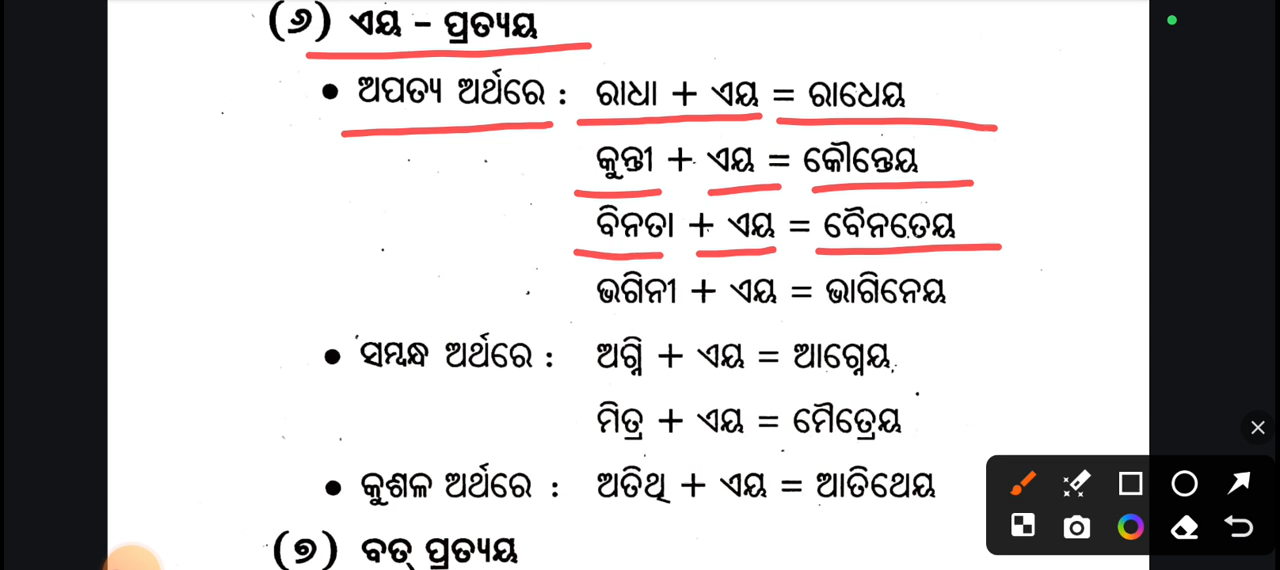 (୬) ଏୟ – ପ୍ରତ୍ୟୟ
• ଅପତ୍ୟ ଅର୍ଥରେ : ରାଧା + ଏୟ = ରାଧେୟ
କୁନ୍ତୀ + ଏୟ = କୌନ୍ତେୟ
ବିନତା + ଏୟ = ବୈନତେୟ
ଭଗିନୀ + ଏୟ = ଭାଗିନେୟ
• ସମ୍ବନ୍ଧ ଅର୍ଥରେ : ଅଗ୍ନି + ଏୟ = ଆଗ୍ନେୟ
ମିତ୍ର + ଏୟ = ମୈତ୍ରେୟ
• କୁଶଳ ଅର୍ଥରେ : ଅତିଥି + ଏୟ = ଆତିଥେୟ
(୭) ବତ୍ ପ୍ରତ୍ୟୟ